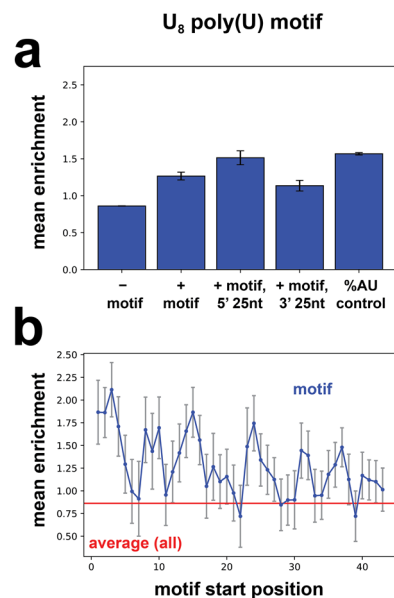 U8 poly(U) motif
a
mean enrichment
2.5
2.0
1.5
1.0
0.5
0.0
−
motif
+
motif
+ motif,
5' 25nt
+ motif,
3' 25nt
%AU
control
b
mean enrichment
2.50
2.25
2.00
1.75
1.50
1.25
1.00
0.75
0.50
motif
average (all)
0
10
20
30
40
motif start position